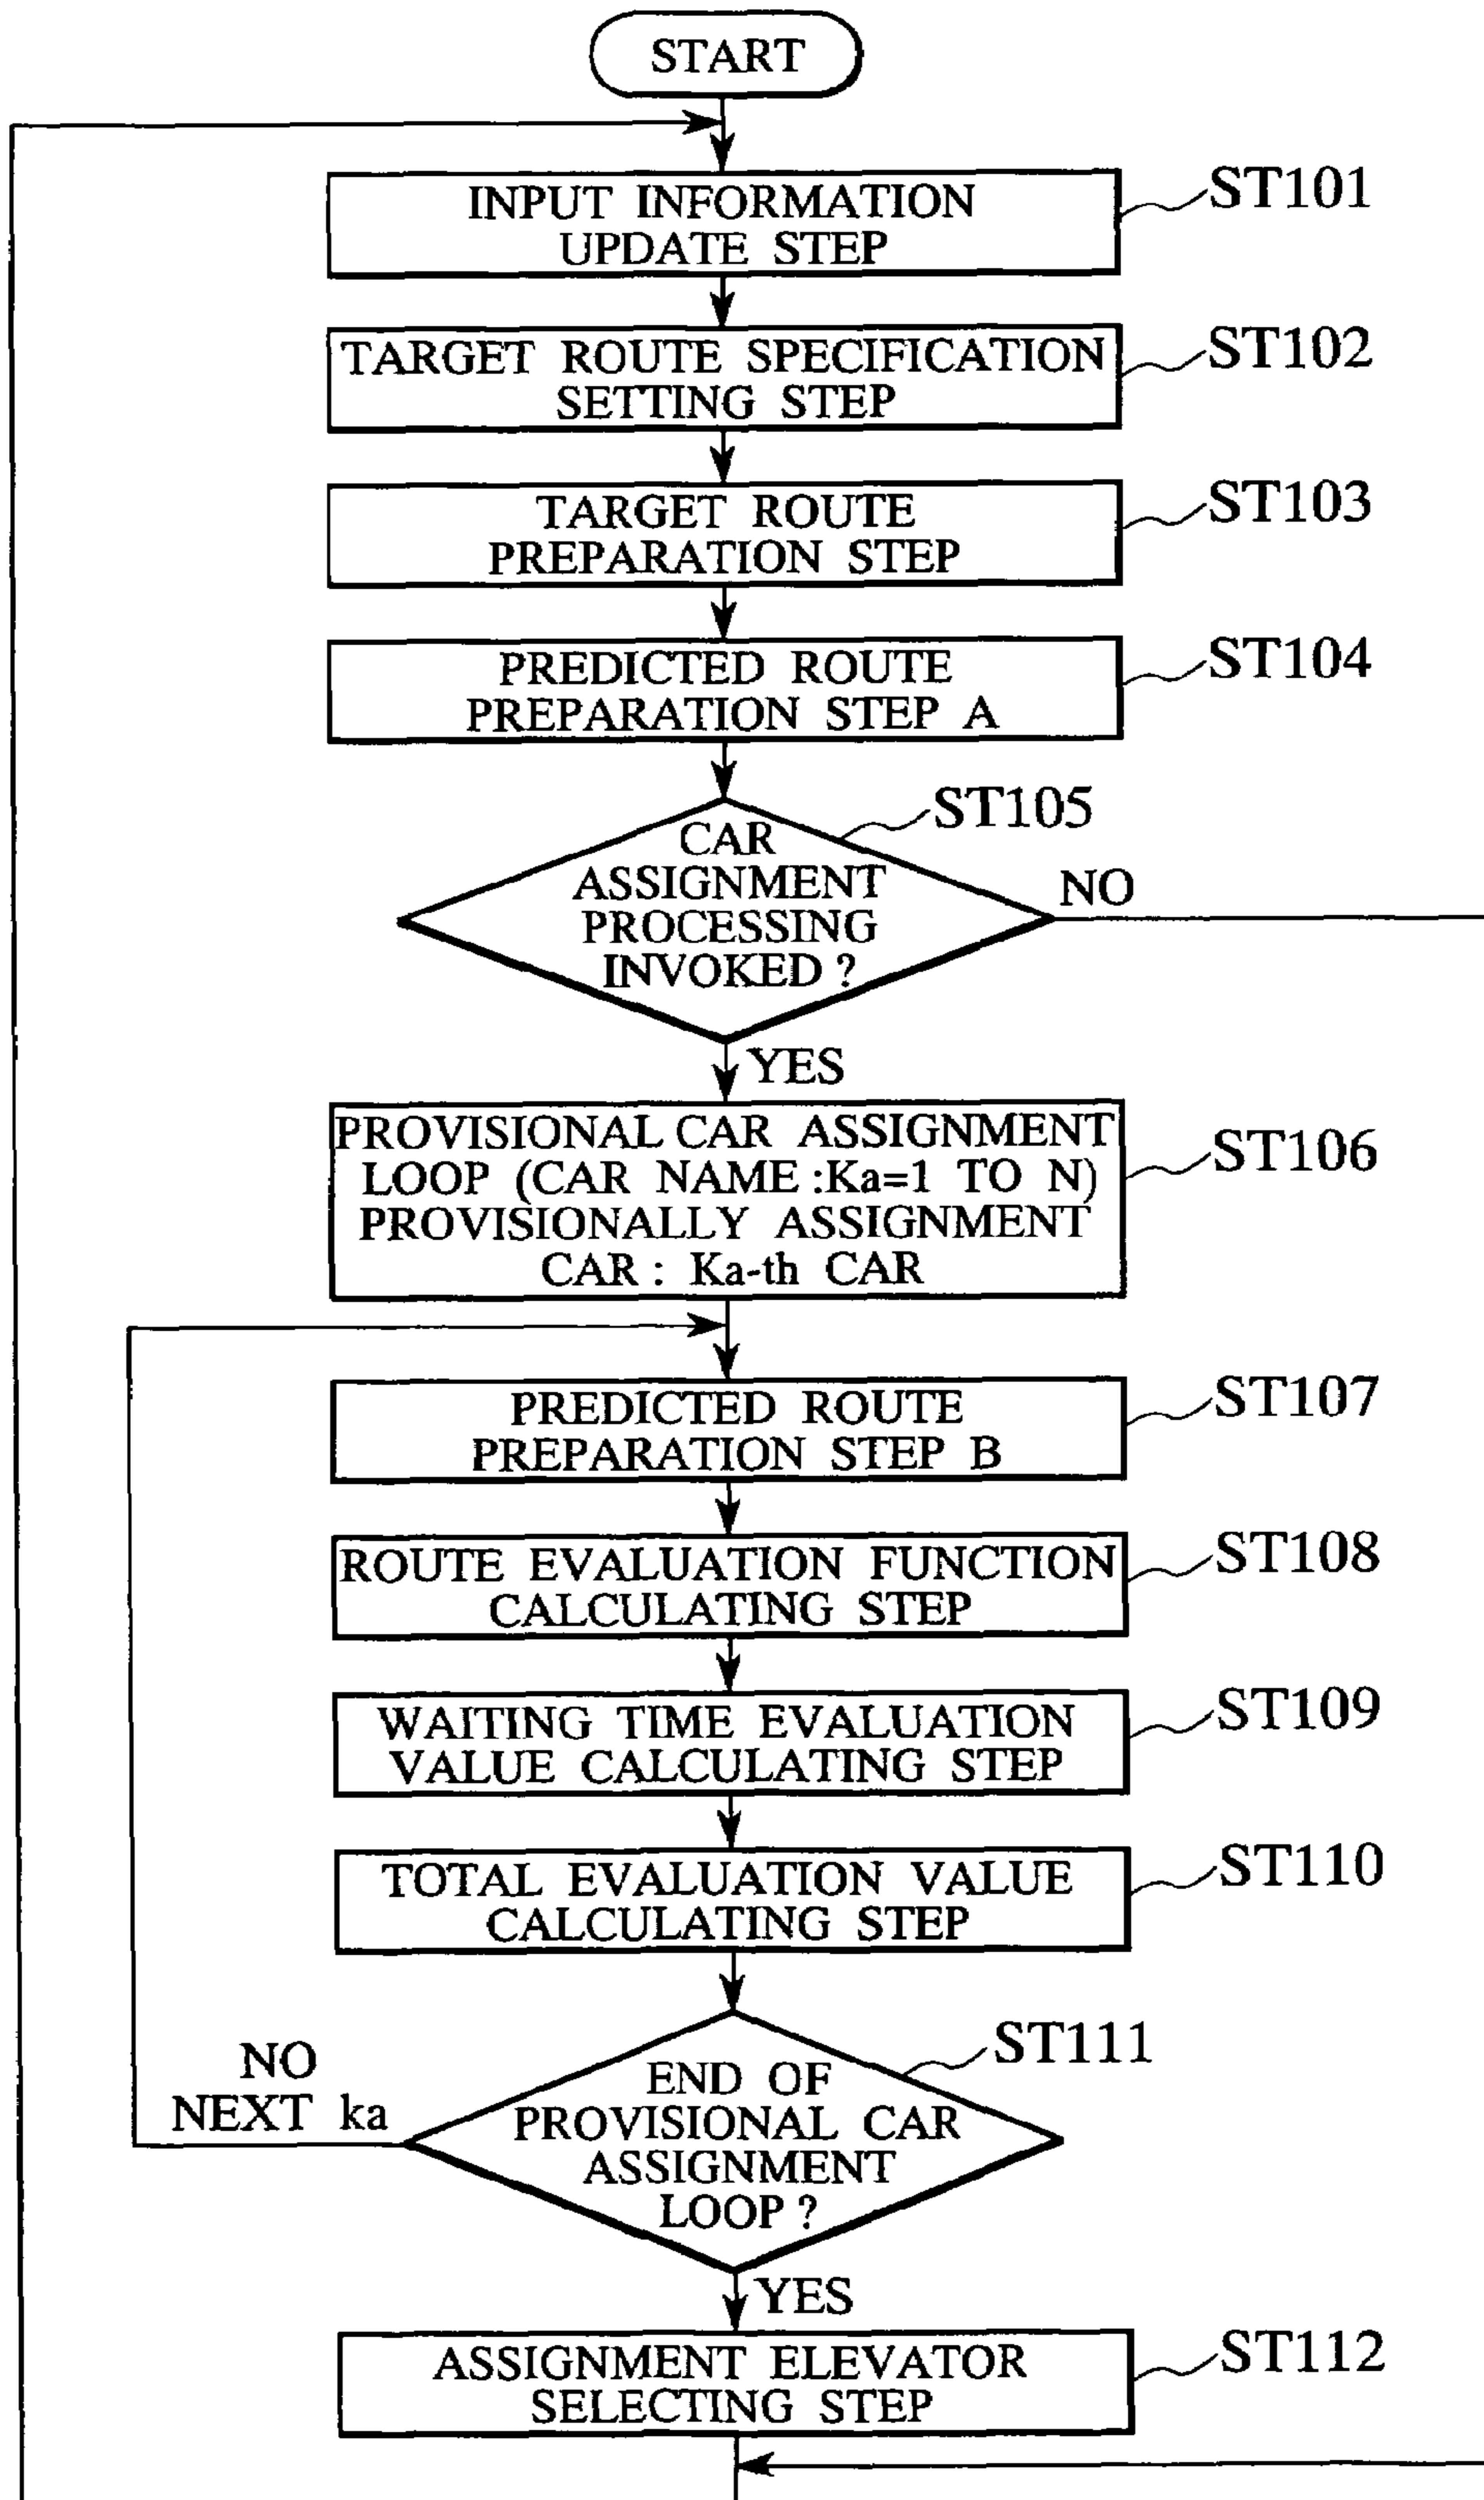 START
INPUT INFORMATION
UPDATE STEP
ST101
TARGET ROUTE SPECIFICATION
SETTING STEP
ST102
TARGET ROUTE
PREPARATION STEP
ST103
PREDICTED ROUTE
PREPARATION STEP A
ST104
ST105
CAR
ASSIGNMENT
PROCESSING
INVOKED ?
NO
YES
PROVISIONAL CAR ASSIGNMENT
LOOP (CAR NAME :Ka=1 TO N)
PROVISIONALLY ASSIGNMENT
CAR : Ka-th CAR
ST106
PREDICTED ROUTE
PREPARATION STEP B
ST107
ROUTE EVALUATION FUNCTION
CALCULATING STEP
ST108
WAITING TIME EVALUATION
VALUE CALCULATING STEP
ST109
TOTAL EVALUATION VALUE
CALCULATING STEP
ST110
ST111
END OF
PROVISIONAL CAR
ASSIGNMENT
LOOP ?
NO
NEXT ka
YES
ASSIGNMENT ELEVATOR
SELECTING STEP
ST112